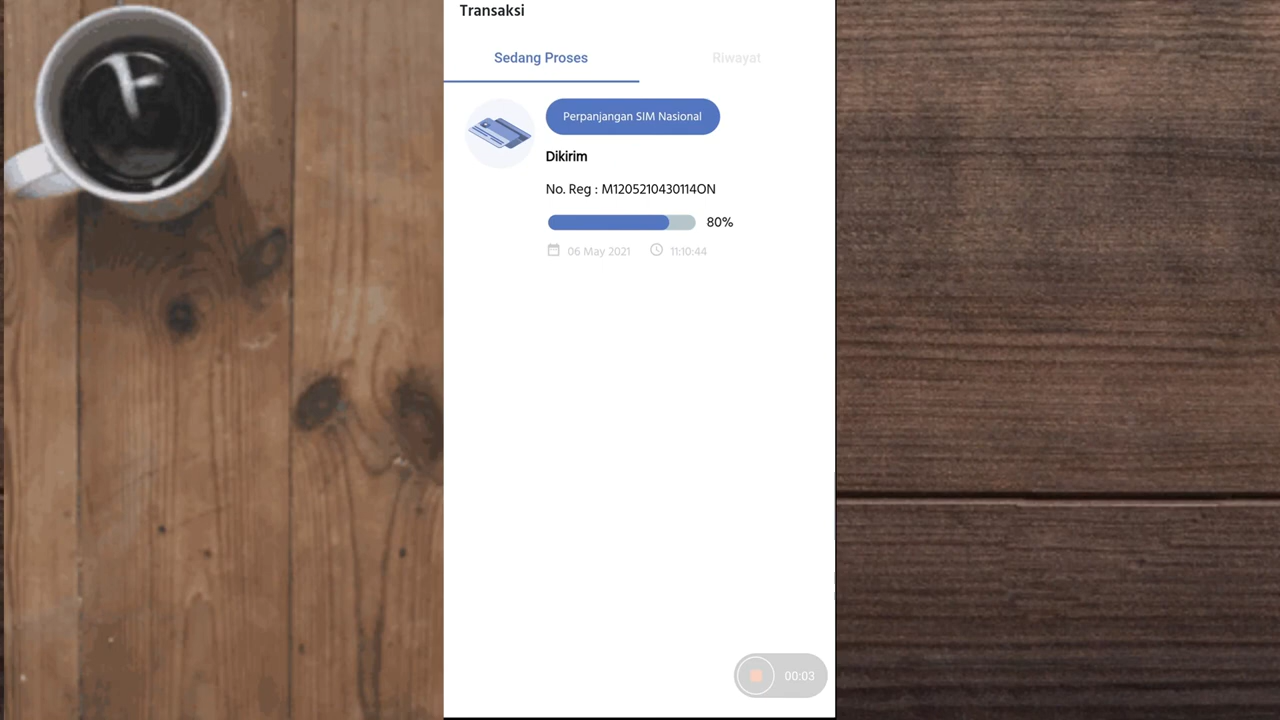 Transaksi
Sedang Proses
Riwayat
Perpanjangan SIM Nasional
Dikirim
No. Reg : M1205210430114ON
80%
06 May 2021 11:10:44
00:03